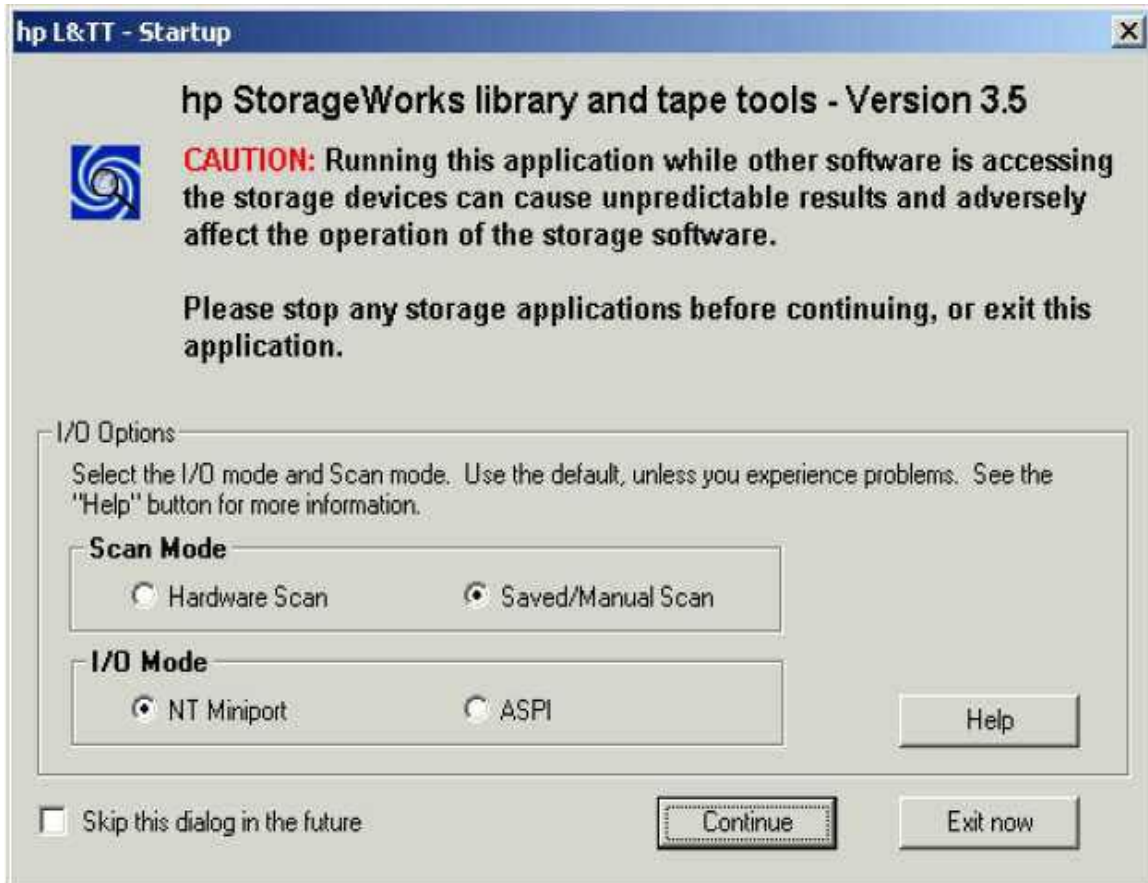 hp L&TT - Startup
hp StorageWorks library and tape tools - Version 3.5
CAUTION: Running this application while other software is accessing
the storage devices can cause unpredictable results and adversely
affect the operation of the storage software.
Please stop any storage applications before continuing, or exit this
application.
I/O Options
Select the I/O mode and Scan mode. Use the default, unless you experience problems. See the
"Help" button for more information.
Scan Mode
Hardware Scan Saved/Manual Scan
I/O Mode
NT Miniport ASPI
Help
Skip this dialog in the future Continue Exit now